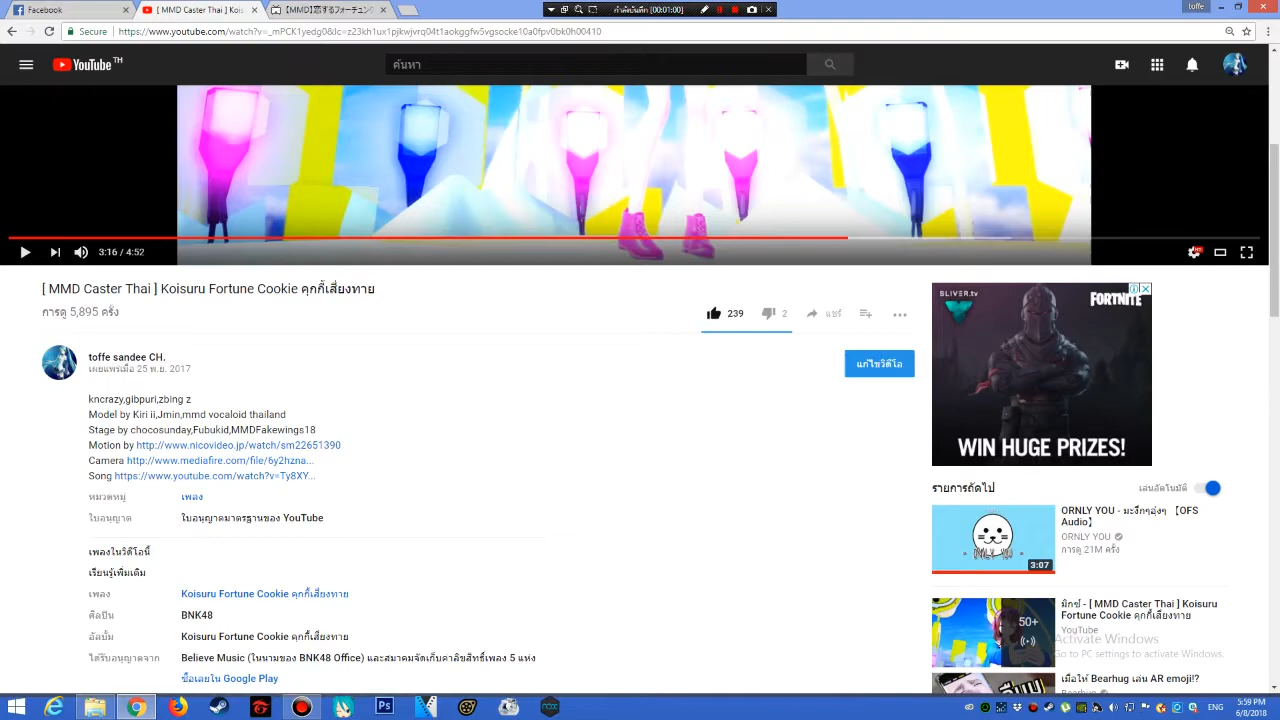 Facebook
[ MMD Caster Thai ] Kois
【MMD】恋するフォーチュンク
กำลังบันทึก [00:01:00]
toffe
Secure
https://www.youtube.com/watch?v=_mPCK1yedg0&lc=z23kh1ux1pjkwjvrq04t1aokggfw5vgsocke10a0fpv0bk0h00410
YouTube TH
ค้นหา
3:16 / 4:52
[ MMD Caster Thai ] Koisuru Fortune Cookie คุกกี้เสี่ยงทาย
การดู 5,895 ครั้ง
239
2
แชร์
toffe sandee CH.
เผยแพร่เมื่อ 25 พ.ย. 2017
แก้ไขวิดีโอ
kncrazy,gibpuri,zbing z
Model by Kiri ii,Jmin,mmd vocaloid thailand
Stage by chocosunday,Fubukid,MMDFakewings18
Motion by http://www.nicovideo.jp/watch/sm22651390
Camera http://www.mediafire.com/file/6y2hzna...
Song https://www.youtube.com/watch?v=Ty8XY...
หมวดหมู่ เพลง
ใบอนุญาต ใบอนุญาตมาตรฐานของ YouTube
เพลงในวิดีโอนี้
เรียนรู้เพิ่มเติม
เพลง Koisuru Fortune Cookie คุกกี้เสี่ยงทาย
ศิลปิน BNK48
อัลบั้ม Koisuru Fortune Cookie คุกกี้เสี่ยงทาย
ได้รับอนุญาตจาก Believe Music (ในนามของ BNK48 Office) และสมาคมจัดเก็บค่าลิขสิทธิ์เพลง 5 แห่ง
ซื้อเลยใน Google Play
SLIVER.tv
FORTNITE
WIN HUGE PRIZES!
รายการถัดไป
เล่นอัตโนมัติ
ORNLY YOU - มะงึกๆอุ๋งๆ 【OFS
Audio】
ORNLY YOU
การดู 21M ครั้ง
3:07
มิกซ์ - [ MMD Caster Thai ] Koisuru
Fortune Cookie คุกกี้เสี่ยงทาย
YouTube
50+
Activate Windows
Go to PC settings to activate Windows.
เมื่อให้ Bearhug เล่น AR emoji!?
Bearhug
ENG
5:59 PM
6/8/2018